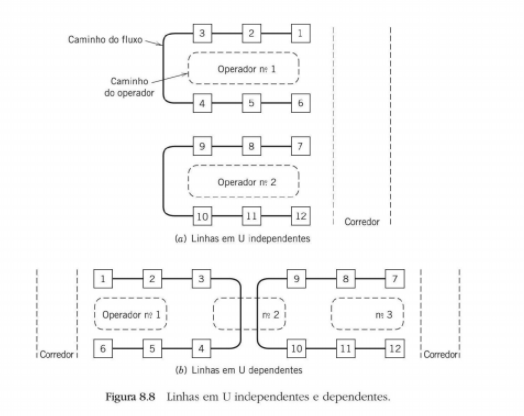 Caminho do fluxo
3 2 1
Operador nº 1
Caminho
do operador
4 5 6
9 8 7
Operador nº 2
10 11 12
Corredor
(a) Linhas em U independentes
1 2 3 9 8 7
Operador nº 1 nº 2 nº 3
6 5 4 10 11 12
Corredor Corredor
(b) Linhas em U dependentes
Figura 8.8 Linhas em U independentes e dependentes.